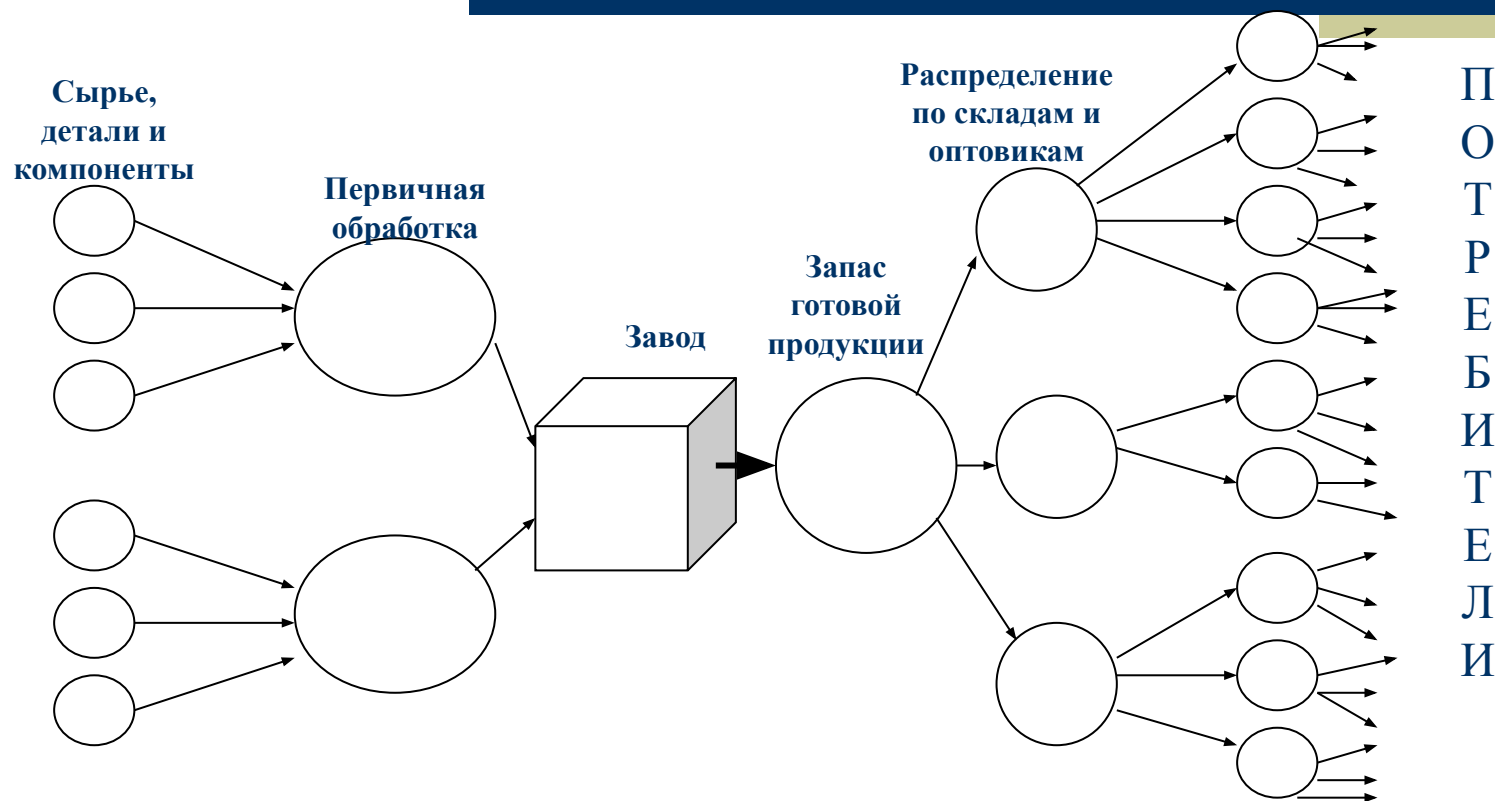 Сырье,
детали и
компоненты
Первичная
обработка
Завод
Запас
готовой
продукции
Распределение
по складам и
оптовикам
П
О
Т
Р
Е
Б
И
Т
Е
Л
И